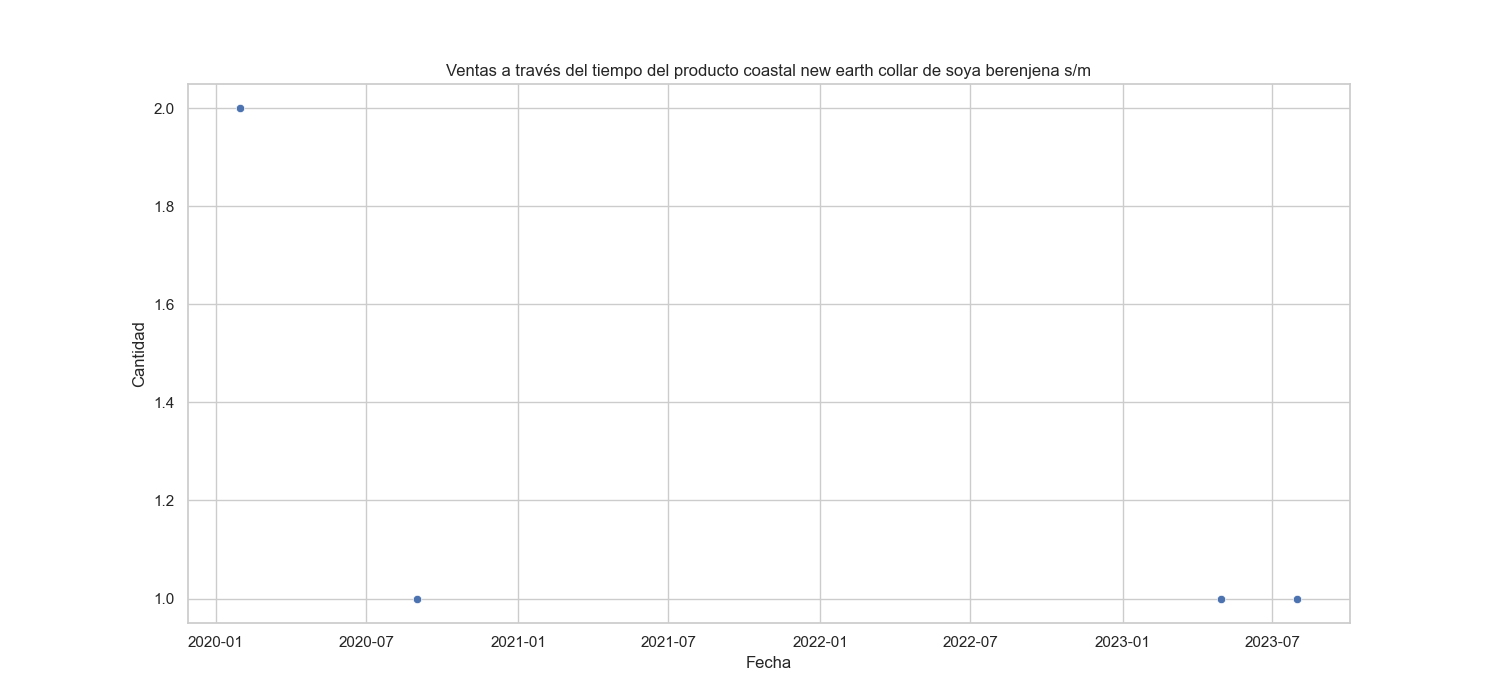 Ventas a través del tiempo del producto coastal new earth collar de soya berenjena s/m
2.0
1.8
1.6
1.4
1.2
1.0
Cantidad
2020-01 2020-07 2021-01 2021-07 2022-01 2022-07 2023-01 2023-07
Fecha